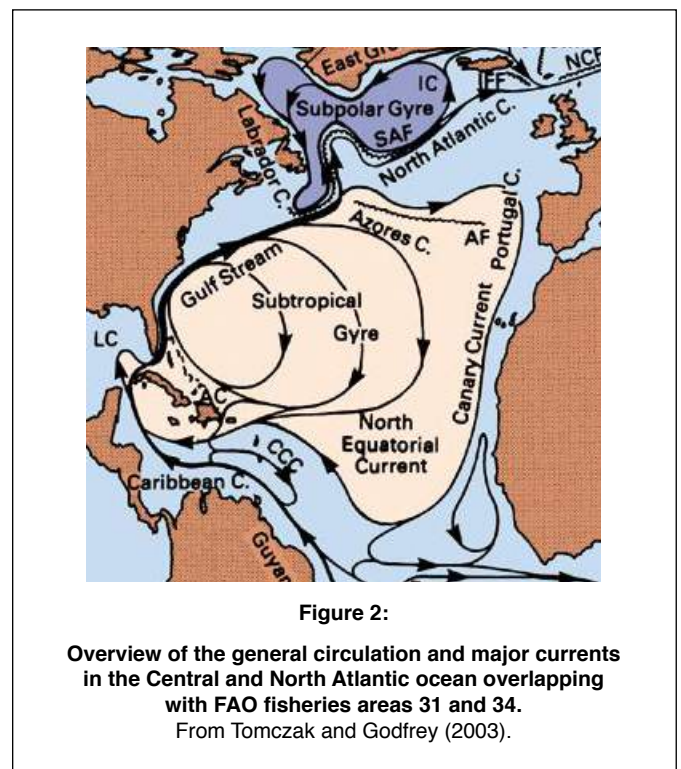 East Gre
NCF
IC
IFF
Subpolar Gyre
SAF
North Atlantic C.
Labrador C.
Azores C.
AF
Portugal C.
Gulf Stream
Subtropical
Gyre
LC
Canary Current
AC
North
Equatorial
Current
CCC
Caribbean C.
Guyan
Figure 2:
Overview of the general circulation and major currents
in the Central and North Atlantic ocean overlapping
with FAO fisheries areas 31 and 34.
From Tomczak and Godfrey (2003).